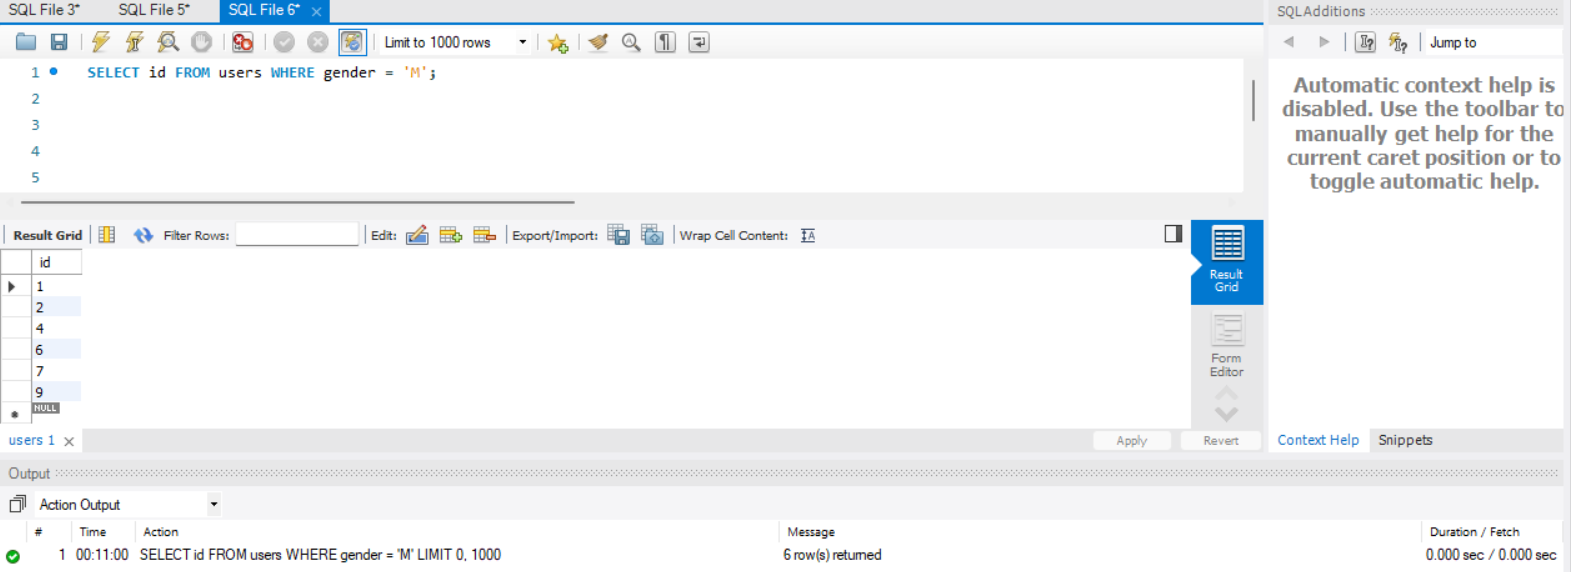 SQL File 3* SQL File 5* SQL File 6* ×
SQLAdditions
Limit to 1000 rows
Jump to
1 SELECT id FROM users WHERE gender = 'M';
2
3
4
5
Automatic context help is
disabled. Use the toolbar to
manually get help for the
current caret position or to
toggle automatic help.
Result Grid Filter Rows: Edit: Export/Import: Wrap Cell Content: IA
id
1
2
4
6
7
9
NULL
Result
Grid
Form
Editor
users 1 × Apply Revert
Context Help Snippets
Output
Action Output
# Time Action Message Duration / Fetch
1 00:11:00 SELECT id FROM users WHERE gender = 'M' LIMIT 0, 1000 6 row(s) returned 0.000 sec / 0.000 sec